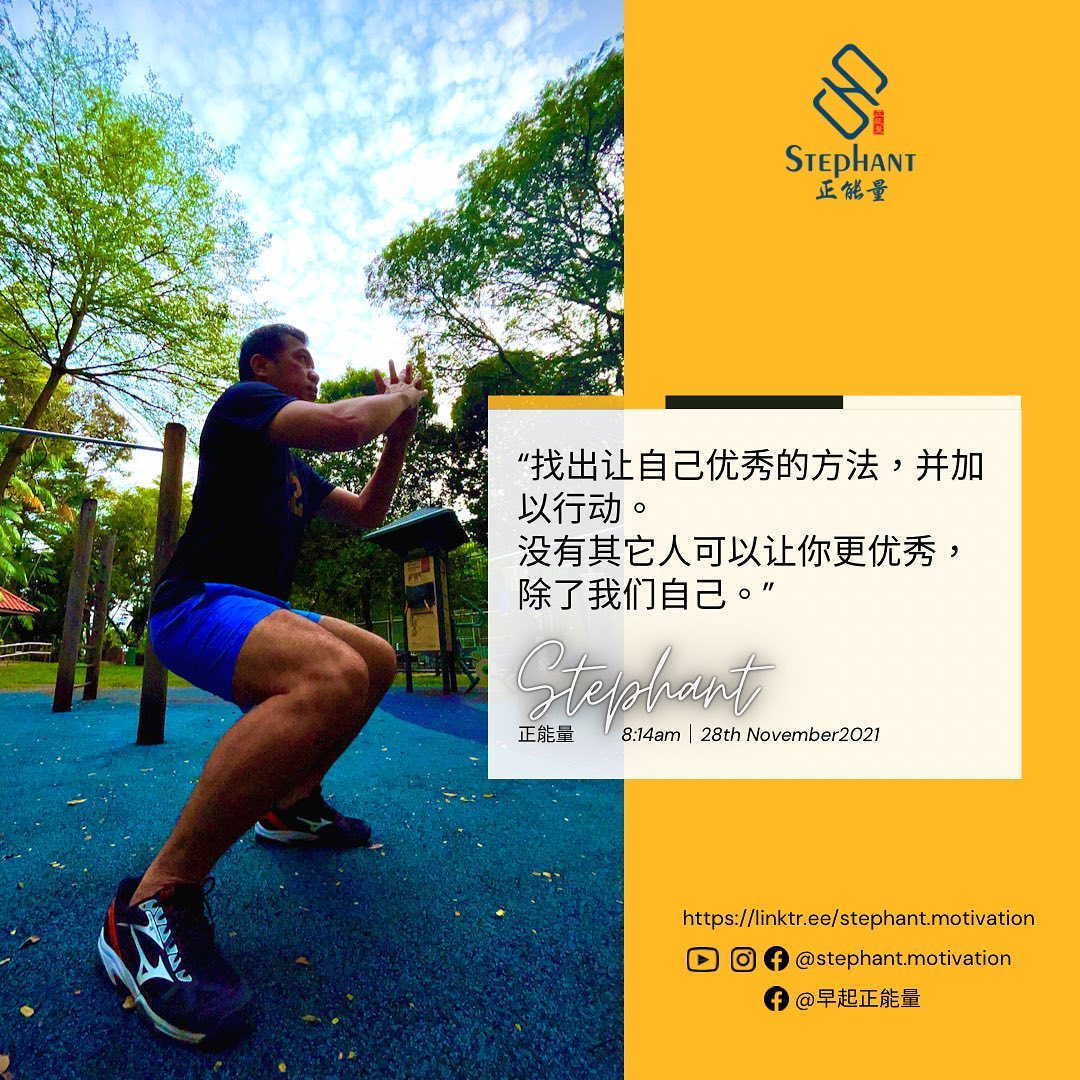 STEPHANT
正能量
“找出让自己优秀的方法，并加
以行动。
没有其它人可以让你更优秀，
除了我们自己。”
Stephant
正能量 8:14am | 28th November2021
https://linktr.ee/stephant.motivation
@stephant.motivation
@早起正能量